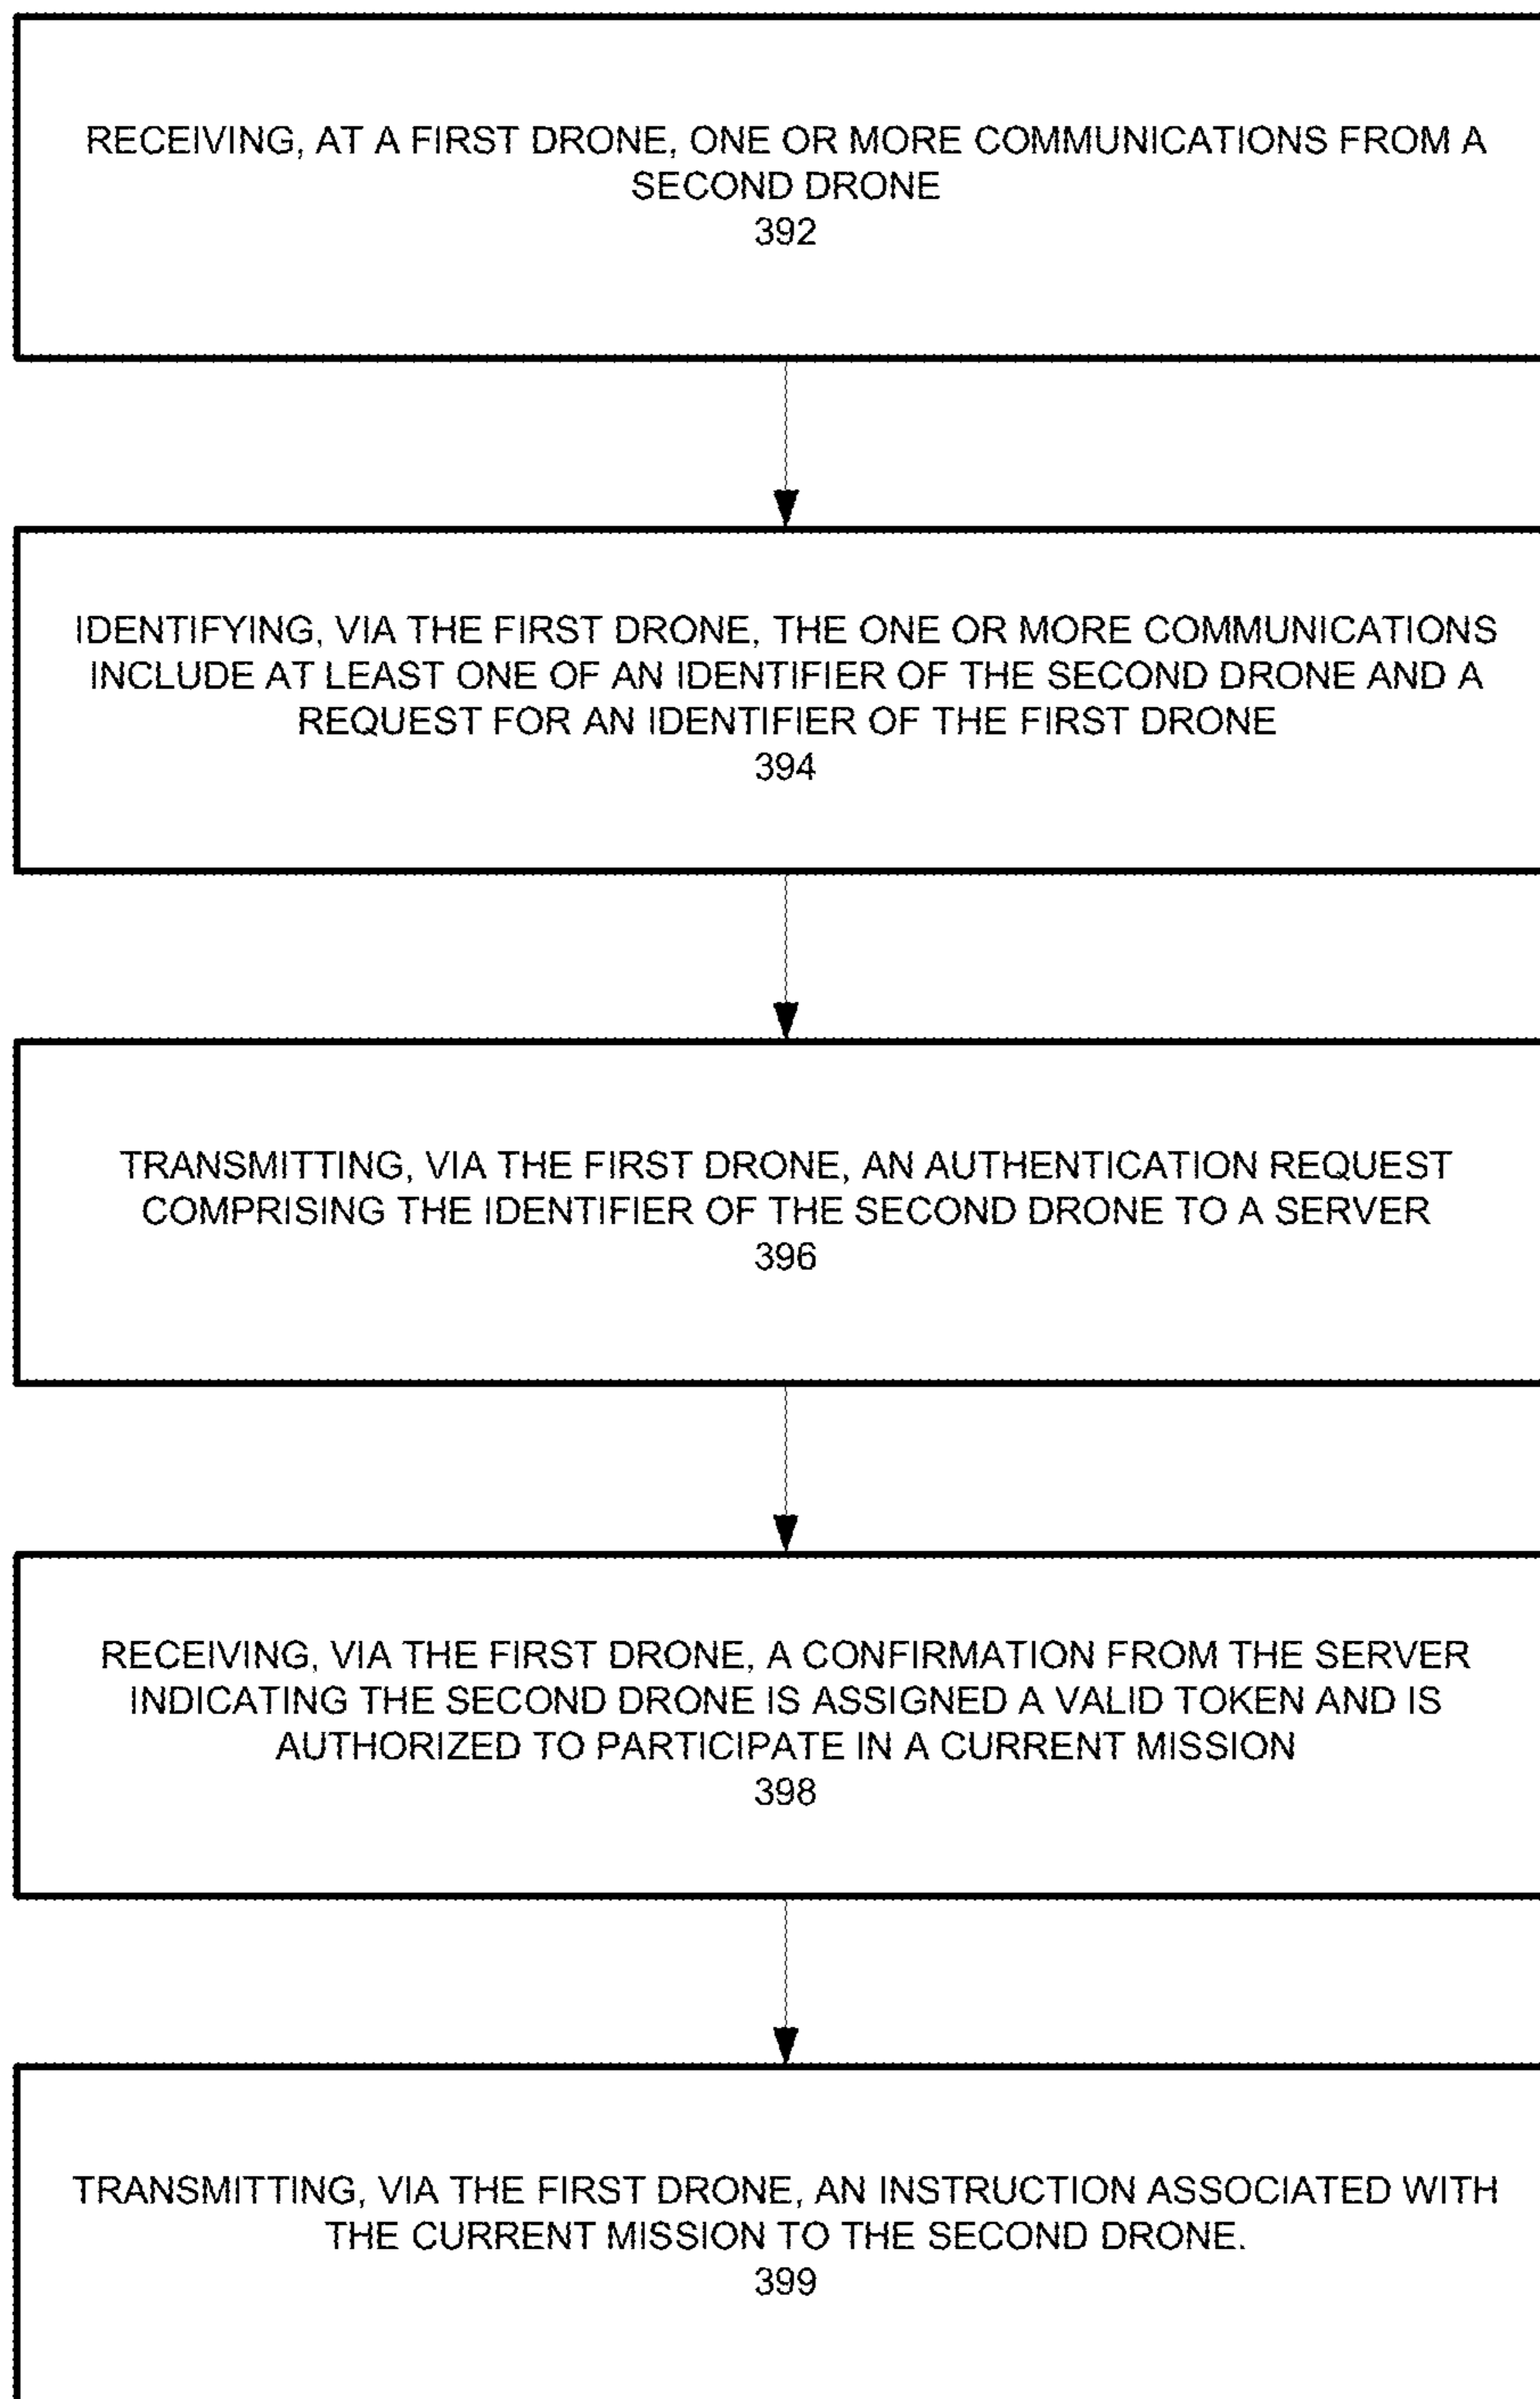 RECEIVING, AT A FIRST DRONE, ONE OR MORE COMMUNICATIONS FROM A
SECOND DRONE
392
IDENTIFYING, VIA THE FIRST DRONE, THE ONE OR MORE COMMUNICATIONS
INCLUDE AT LEAST ONE OF AN IDENTIFIER OF THE SECOND DRONE AND A
REQUEST FOR AN IDENTIFIER OF THE FIRST DRONE
394
TRANSMITTING, VIA THE FIRST DRONE, AN AUTHENTICATION REQUEST
COMPRISING THE IDENTIFIER OF THE SECOND DRONE TO A SERVER
396
RECEIVING, VIA THE FIRST DRONE, A CONFIRMATION FROM THE SERVER
INDICATING THE SECOND DRONE IS ASSIGNED A VALID TOKEN AND IS
AUTHORIZED TO PARTICIPATE IN A CURRENT MISSION
398
TRANSMITTING, VIA THE FIRST DRONE, AN INSTRUCTION ASSOCIATED WITH
THE CURRENT MISSION TO THE SECOND DRONE.
399